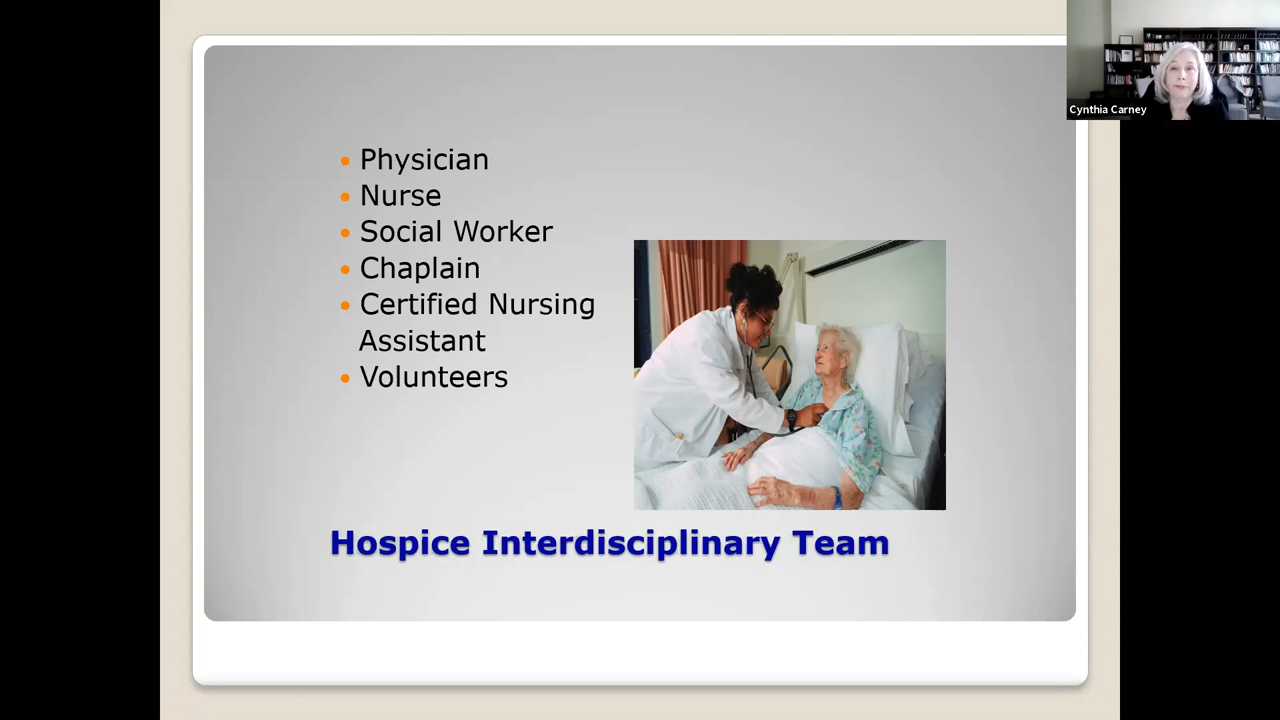 Cynthia Carney
• Physician
• Nurse
• Social Worker
• Chaplain
• Certified Nursing
Assistant
• Volunteers
Hospice Interdisciplinary Team